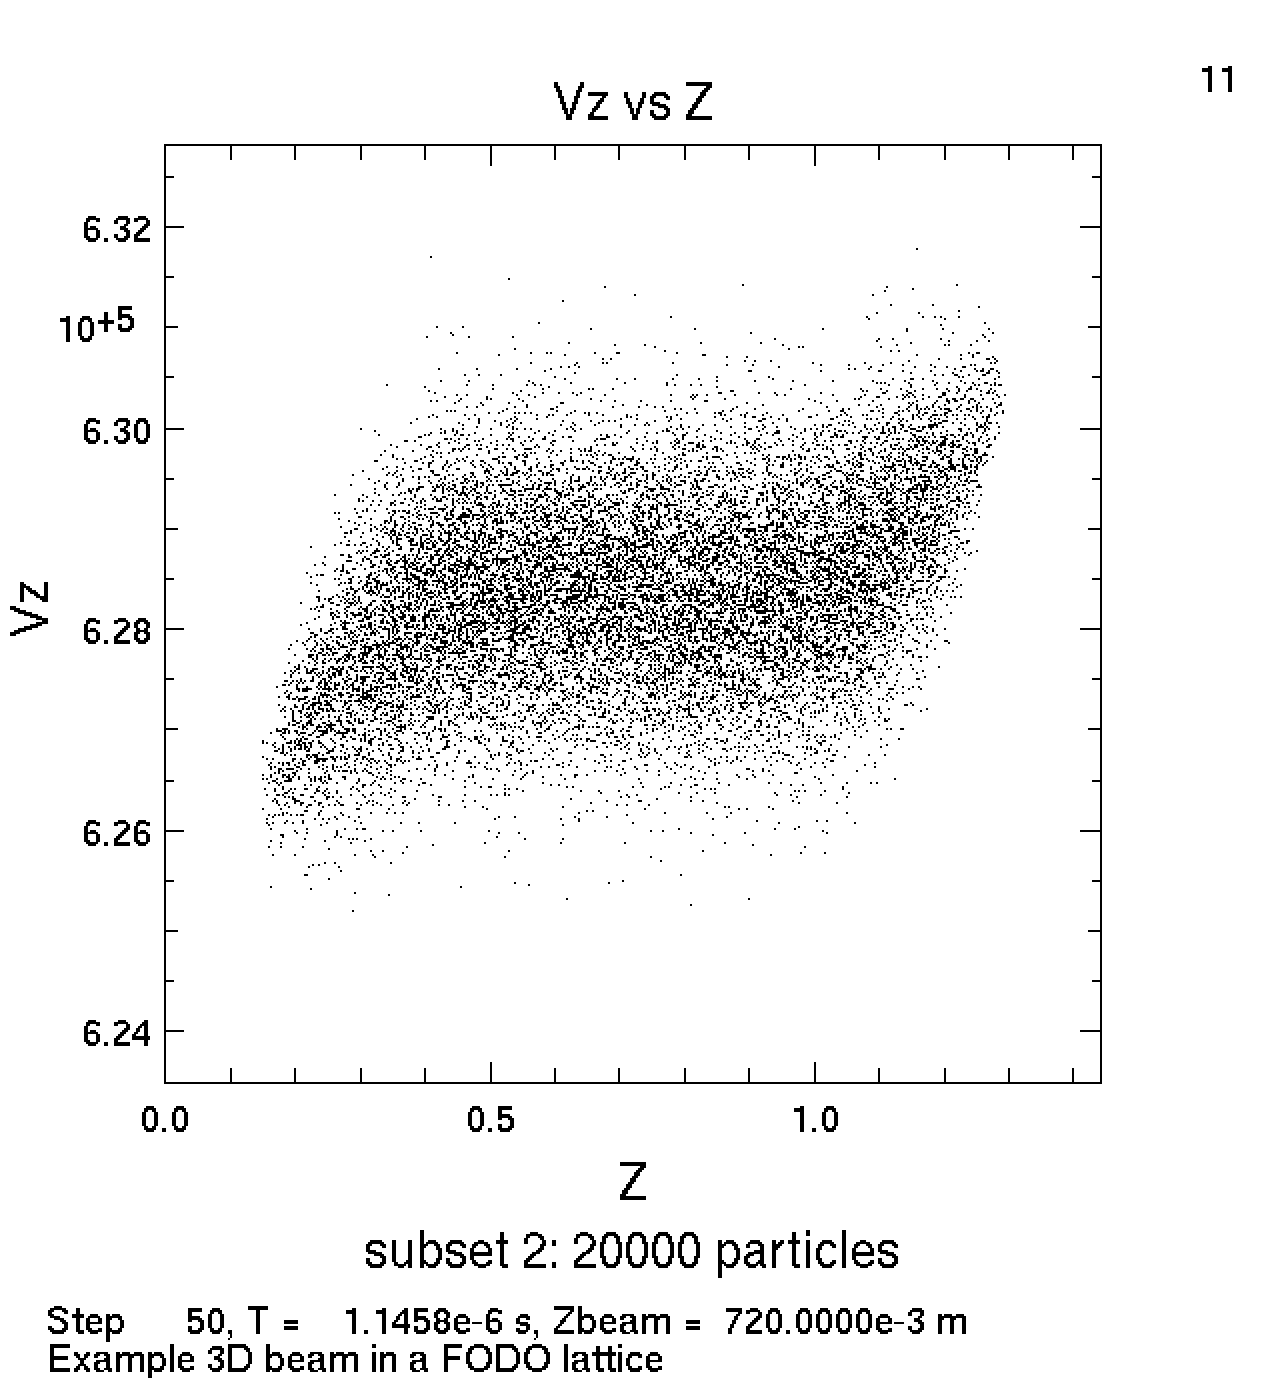 11
Vz vs Z
6.32
10+5
6.30
Vz
6.28
6.26
6.24
0.0 0.5 1.0
Z
subset 2: 20000 particles
Step 50, T = 1.1458e-6 s, Zbeam = 720.0000e-3 m
Example 3D beam in a FODO lattice